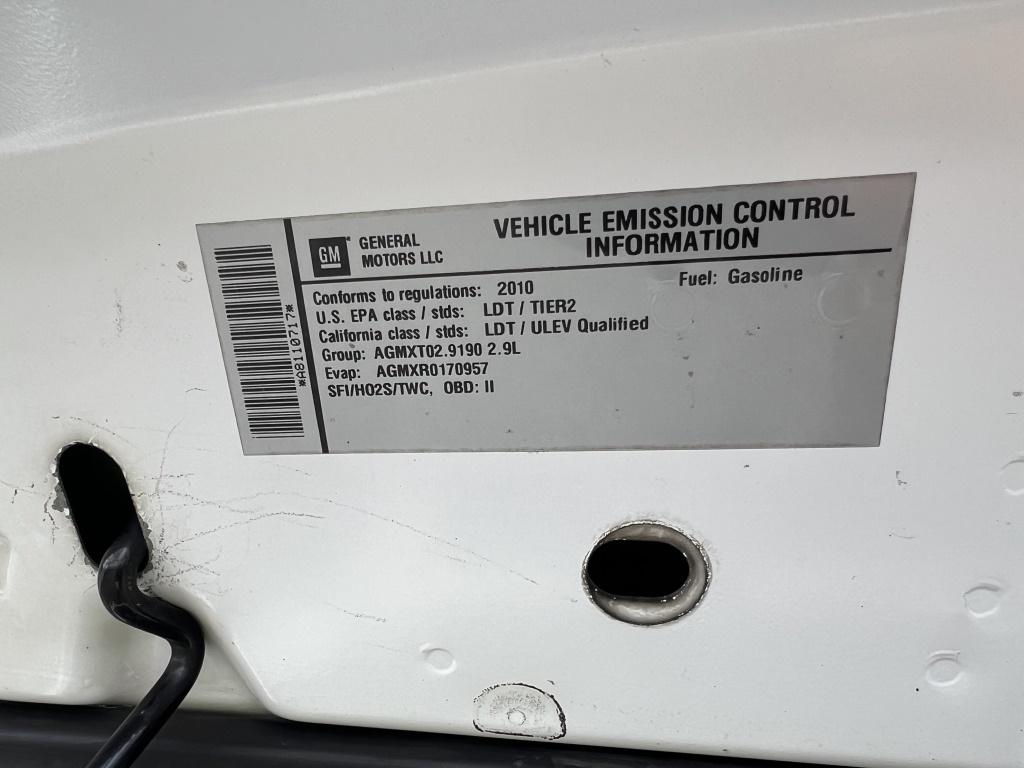 GM GENERAL MOTORS LLC
VEHICLE EMISSION CONTROL
INFORMATION
Fuel: Gasoline
Conforms to regulations: 2010
U.S. EPA class / stds: LDT / TIER2
California class / stds: LDT / ULEV Qualified
Group: AGMXT02.9190 2.9L
Evap: AGMXR0170957
SFI/HO2S/TWC, OBD: II
*A8110717*